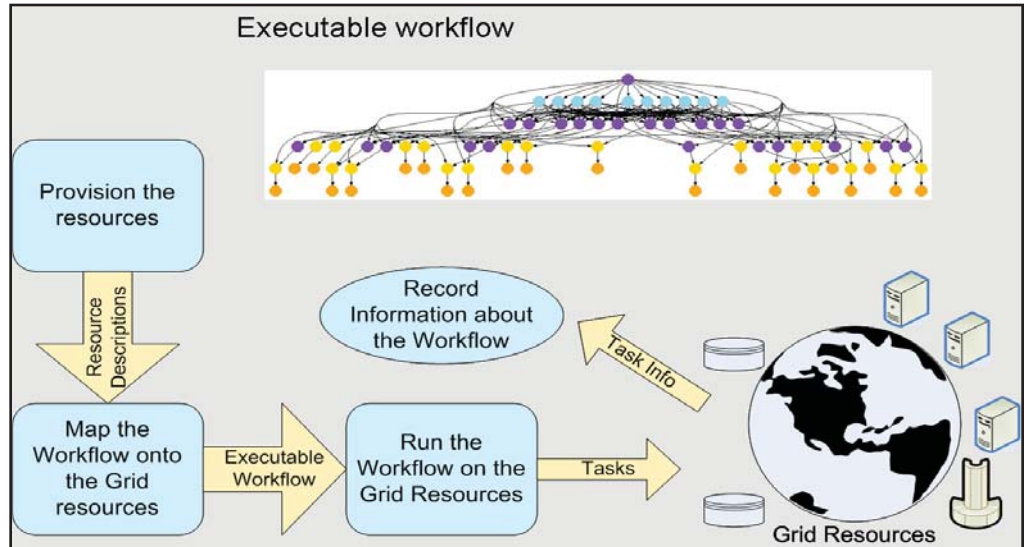 Executable workflow
Provision the
resources
Resource
Descriptions
Record
Information about
the Workflow
Task Info
Map the
Workflow onto
the Grid
resources
Executable
Workflow
Run the
Workflow on the
Grid Resources
Tasks
Grid Resources